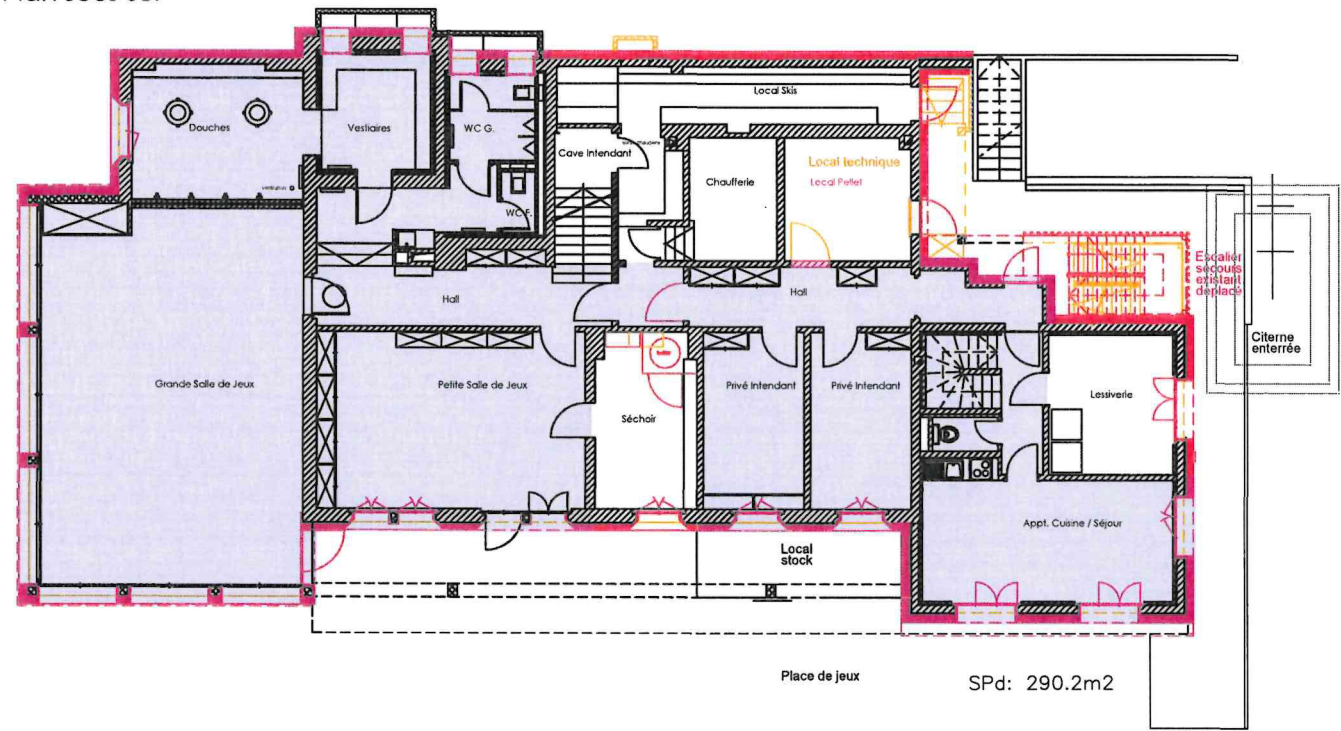 Local Skis
Douches
Vestiaires
WC G.
Cave Intendant
Local technique
Chaufferie
Local Pellet
ventilation
WC F.
Escalier
secours
existant
déplacé
Hall
Hall
Citerne
enterrée
Grande Salle de Jeux
Petite Salle de Jeux
Privé Intendant
Privé Intendant
Lessiverie
Séchoir
Appt. Cuisine / Séjour
Local
stock
Place de jeux
SPd: 290.2m2